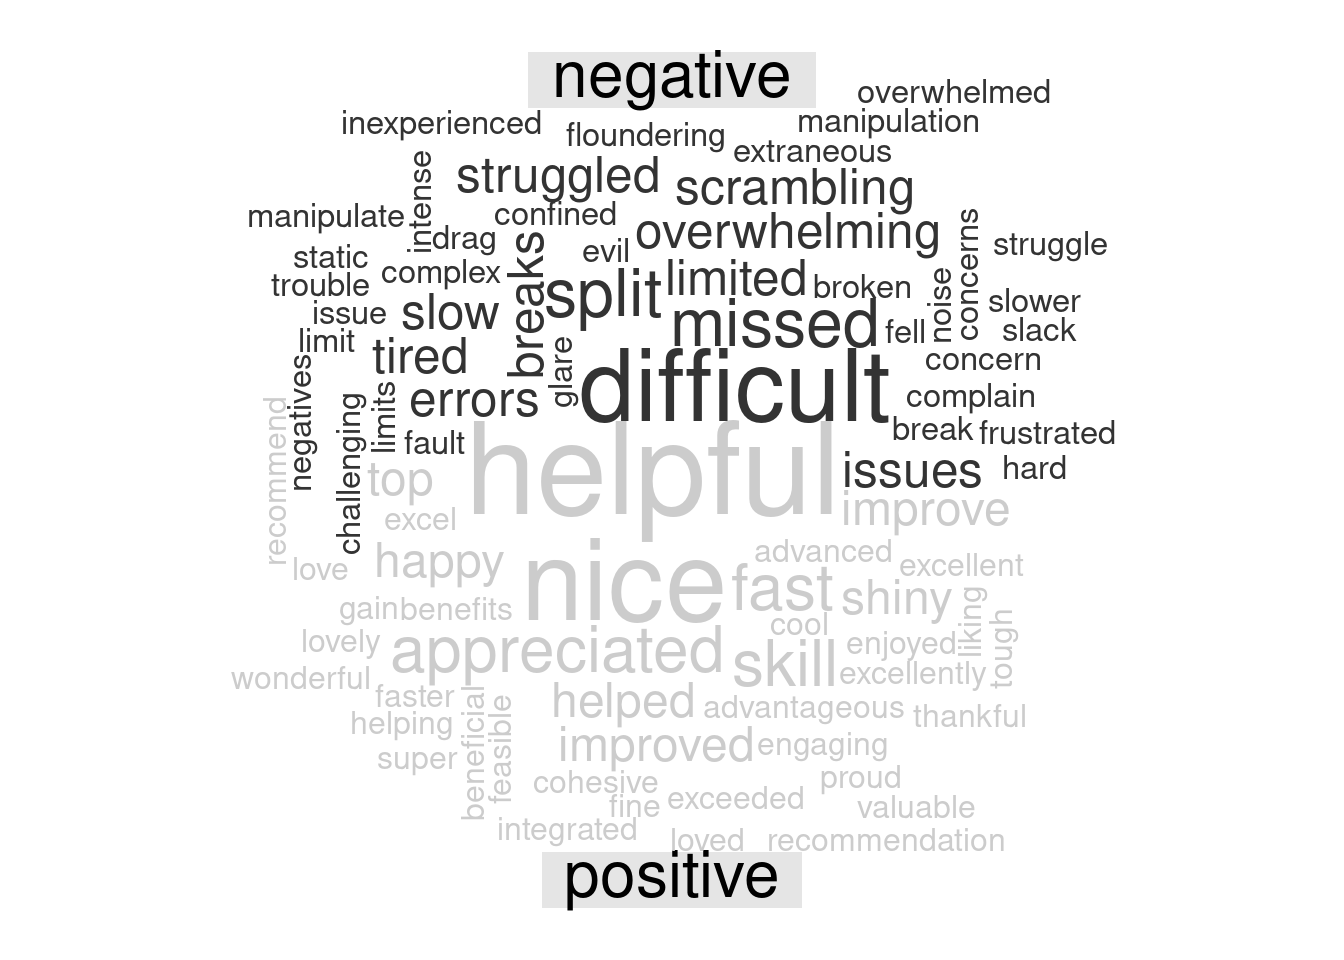 negative
overwhelmed
inexperienced
floundering
manipulation
extraneous
intense
struggled
scrambling
manipulate
confined
overwhelming
concerns
struggle
drag
evil
static
complex
breaks
split
limited
broken
noise
trouble
slower
issue
slow
missed
fell
slack
limit
tired
glare
difficult
concern
negatives
challenging
limits
errors
complain
fault
break
frustrated
issues
hard
recommend
top
helpful
improve
excel
love
happy
nice
advanced
excellent
fast
shiny
gain
benefits
cool
liking
tough
lovely
appreciated
skill
enjoyed
excellently
wonderful
faster
beneficial
feasible
helped
advantageous
thankful
helping
improved
engaging
super
cohesive
proud
fine
exceeded
valuable
integrated
loved
recommendation
positive